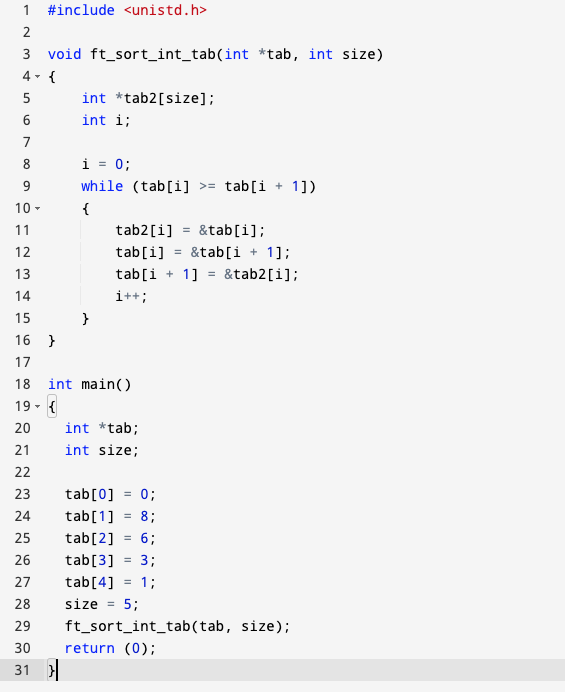 1 #include <unistd.h>
2
3 void ft_sort_int_tab(int *tab, int size)
4 {
5     int *tab2[size];
6     int i;
7
8     i = 0;
9     while (tab[i] >= tab[i + 1])
10     {
11         tab2[i] = &tab[i];
12         tab[i] = &tab[i + 1];
13         tab[i + 1] = &tab2[i];
14         i++;
15     }
16 }
17
18 int main()
19 {
20   int *tab;
21   int size;
22
23   tab[0] = 0;
24   tab[1] = 8;
25   tab[2] = 6;
26   tab[3] = 3;
27   tab[4] = 1;
28   size = 5;
29   ft_sort_int_tab(tab, size);
30   return (0);
31 }